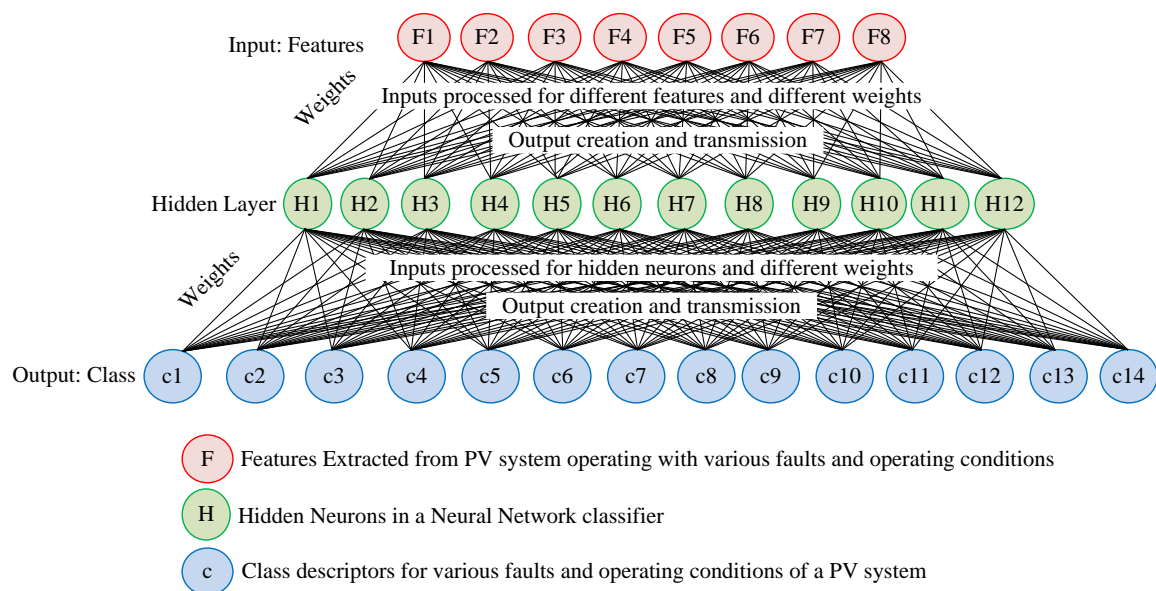 Input: Features F1 F2 F3 F4 F5 F6 F7 F8
Weights
Inputs processed for different features and different weights
Output creation and transmission
Hidden Layer H1 H2 H3 H4 H5 H6 H7 H8 H9 H10 H11 H12
Weights
Inputs processed for hidden neurons and different weights
Output creation and transmission
Output: Class c1 c2 c3 c4 c5 c6 c7 c8 c9 c10 c11 c12 c13 c14
F Features Extracted from PV system operating with various faults and operating conditions
H Hidden Neurons in a Neural Network classifier
c Class descriptors for various faults and operating conditions of a PV system